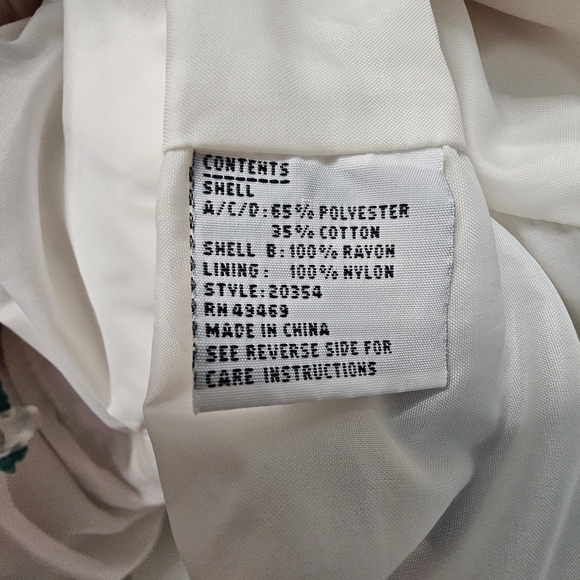 CONTENTS
SHELL
A/C/D: 65% POLYESTER
35% COTTON
SHELL B: 100% RAYON
LINING: 100% NYLON
STYLE: 20354
RN 49469
MADE IN CHINA
SEE REVERSE SIDE FOR
CARE INSTRUCTIONS